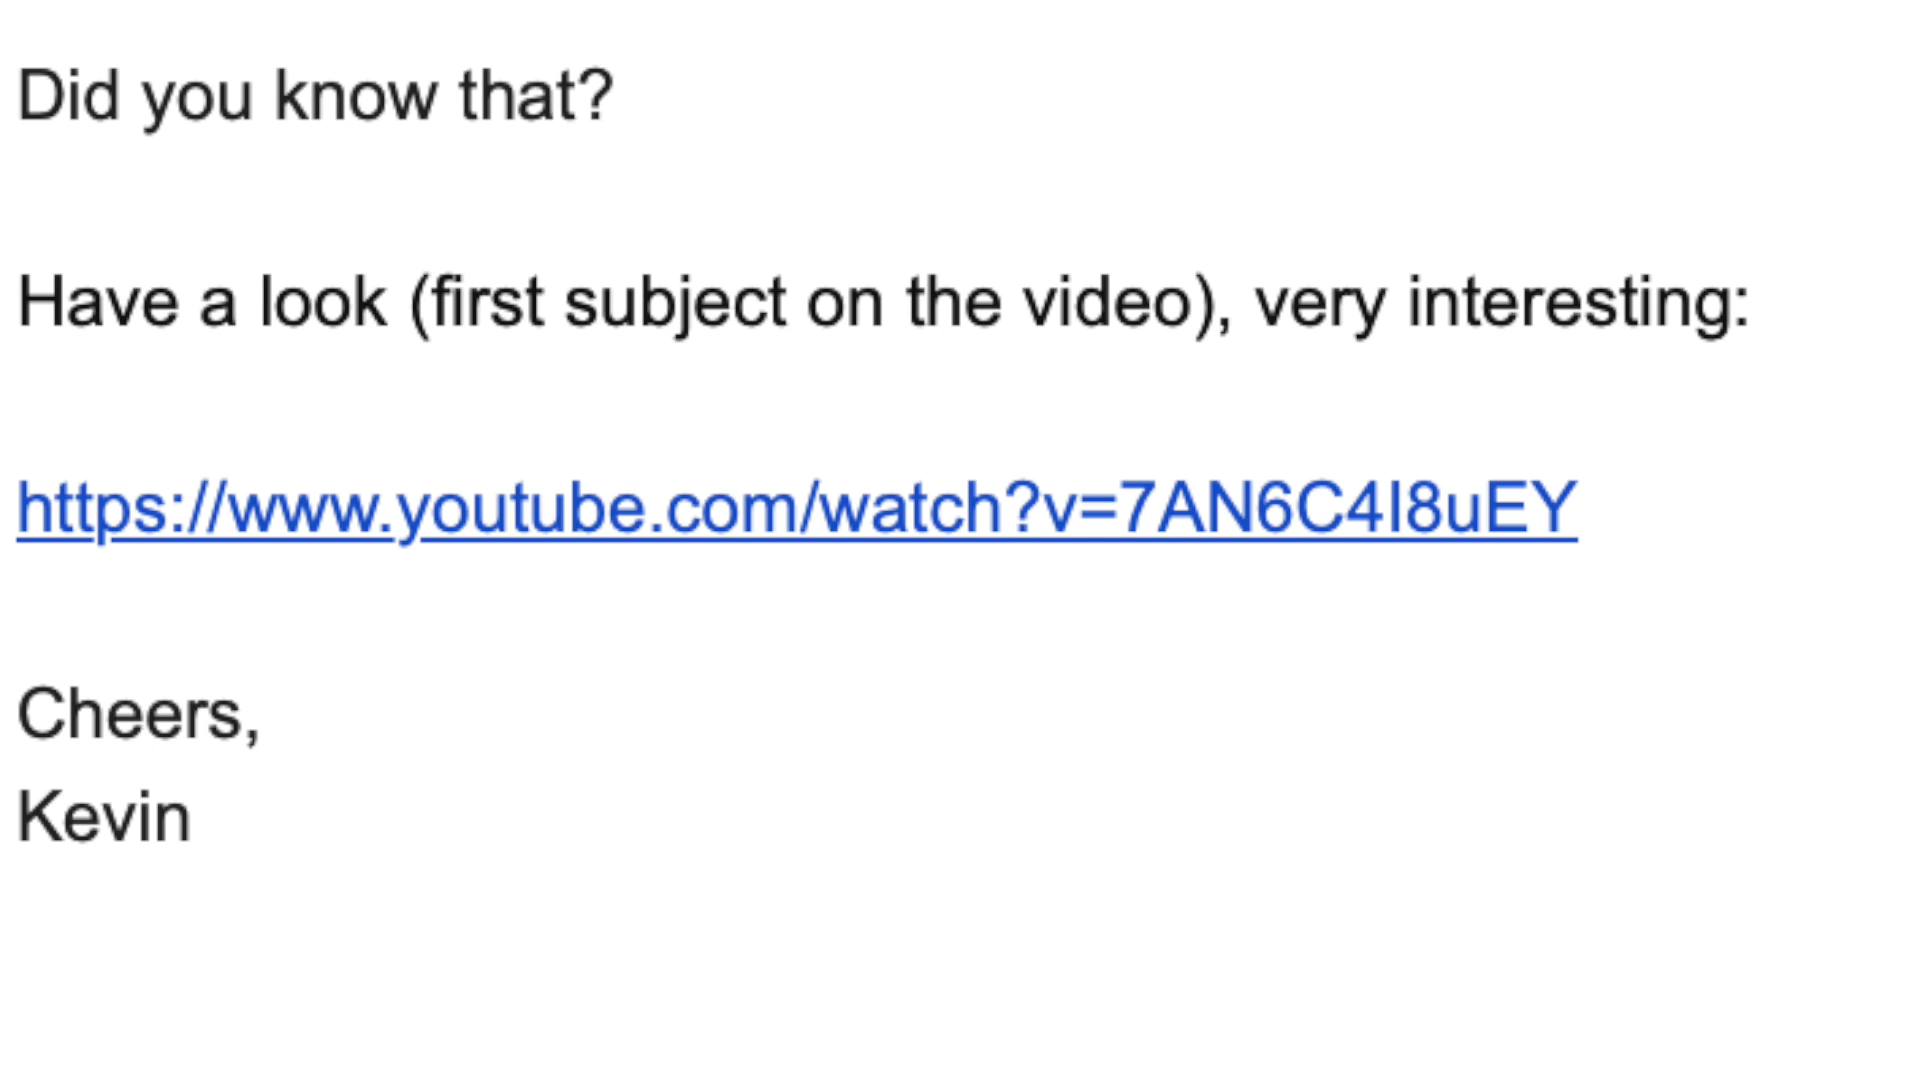 Did you know that?
Have a look (first subject on the video), very interesting:
https://www.youtube.com/watch?v=7AN6C4I8uEY
Cheers,
Kevin